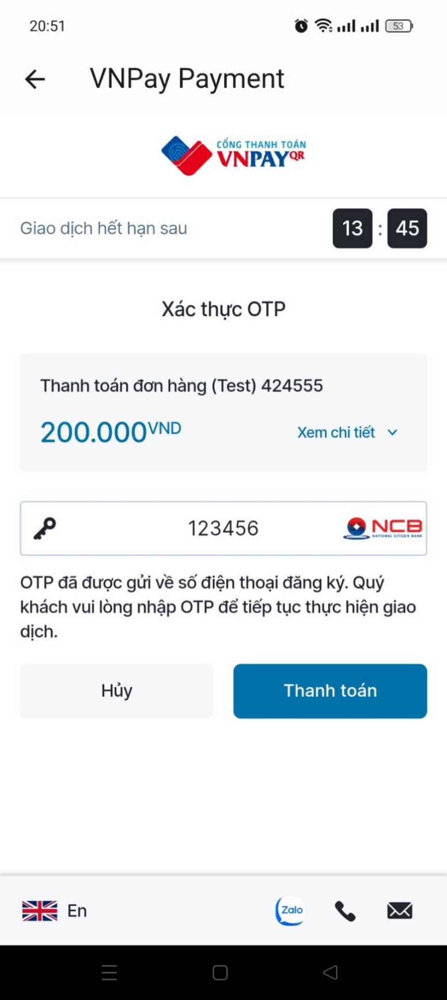 20:51
53
VNPay Payment
CỔNG THANH TOÁN
VNPAYQR
Giao dịch hết hạn sau
13 : 45
Xác thực OTP
Thanh toán đơn hàng (Test) 424555
200.000VND
Xem chi tiết
123456
NCB
NATIONAL CITIZEN BANK
OTP đã được gửi về số điện thoại đăng ký. Quý
khách vui lòng nhập OTP để tiếp tục thực hiện giao
dịch.
Hủy
Thanh toán
En
Zalo